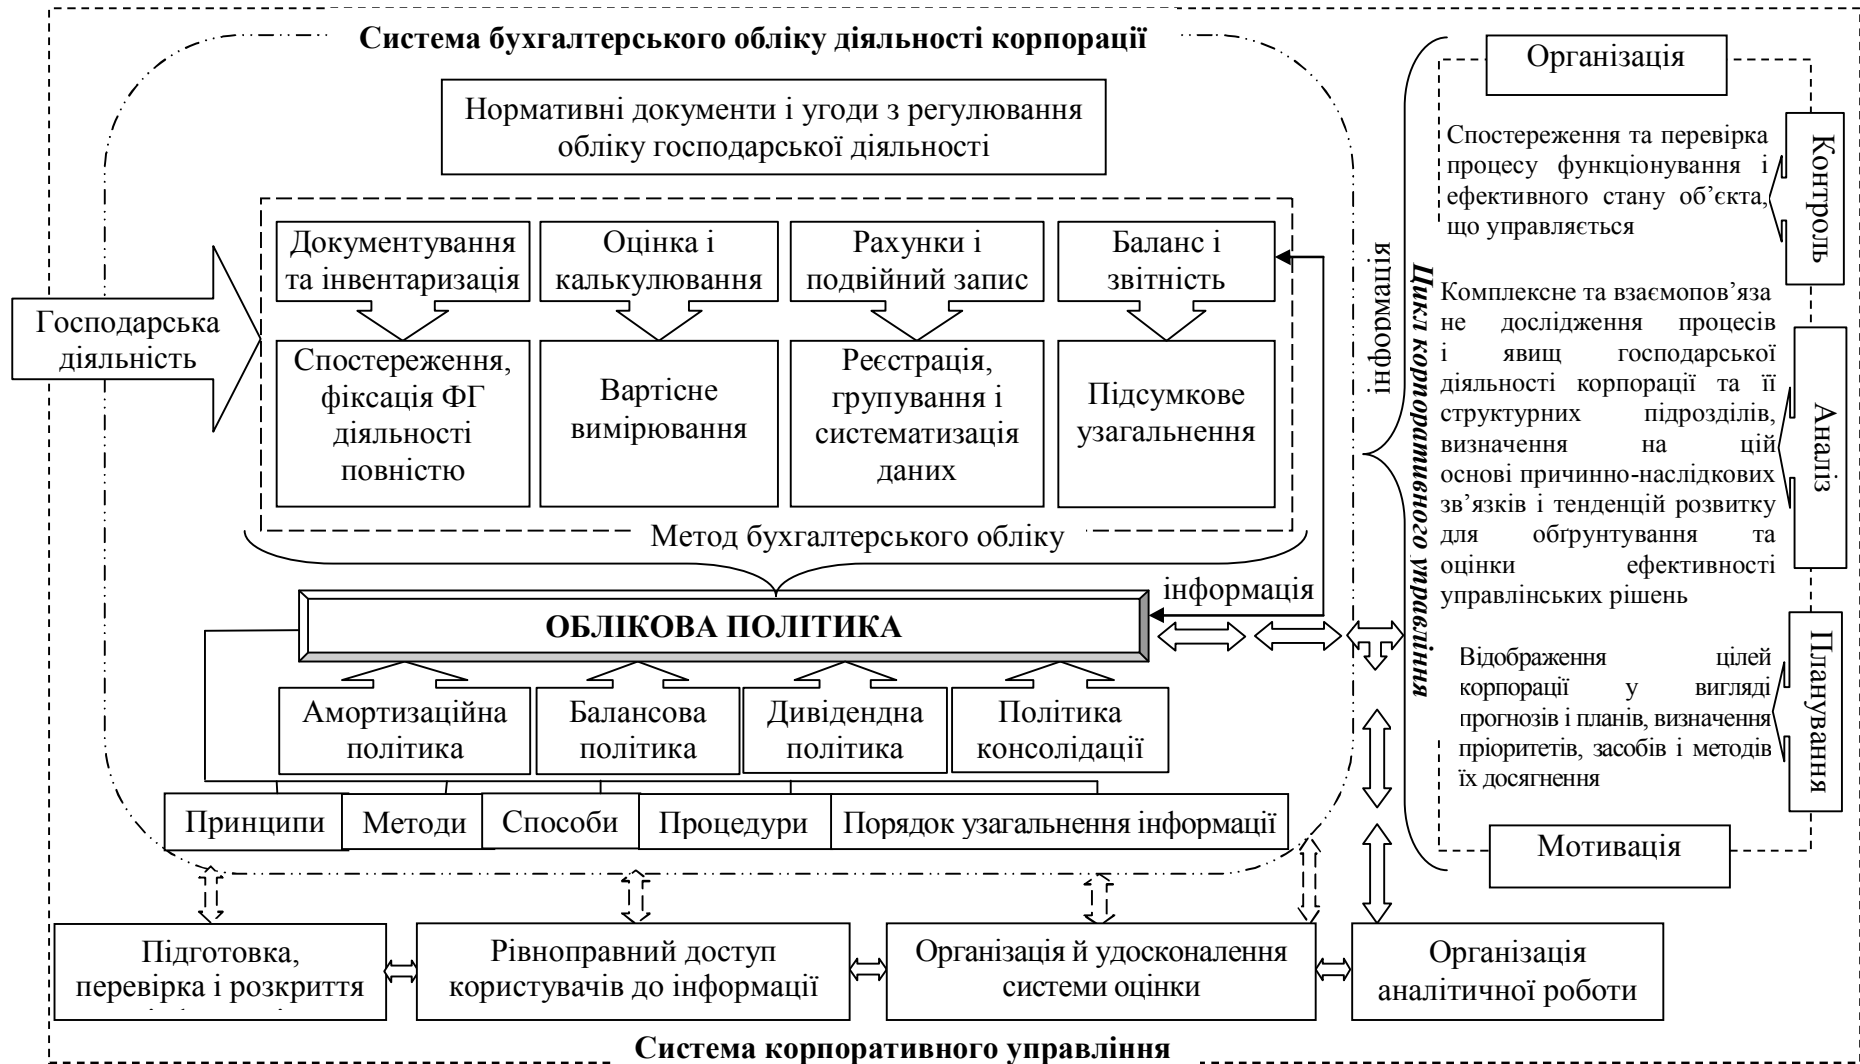 Система бухгалтерського обліку діяльності корпорації
Нормативні документи і угоди з регулювання
обліку господарської діяльності
Господарська
діяльність
Документування
та інвентаризація
Оцінка і
калькулювання
Рахунки і
подвійний запис
Баланс і
звітність
Спостереження,
фіксація ФГ
діяльності
повністю
Вартісне
вимірювання
Реєстрація,
групування і
систематизація
даних
Підсумкове
узагальнення
Метод бухгалтерського обліку
інформація
ОБЛІКОВА ПОЛІТИКА
Амортизаційна
політика
Балансова
політика
Дивідендна
політика
Політика
консолідації
Принципи
Методи
Способи
Процедури
Порядок узагальнення інформації
інформація
Цикл корпоративного управління
Організація
Спостереження та перевірка
процесу функціонування і
ефективного стану об’єкта,
що управляється
Контроль
Комплексне та взаємопов’яза
не дослідження процесів
і явищ господарської
діяльності корпорації та її
структурних підрозділів,
визначення на цій
основі причинно-наслідкових
зв’язків і тенденцій розвитку
для обґрунтування та
оцінки ефективності
управлінських рішень
Аналіз
Відображення цілей
корпорації у вигляді
прогнозів і планів, визначення
пріоритетів, засобів і методів
їх досягнення
Планування
Мотивація
Підготовка,
перевірка і розкриття
Рівноправний доступ
користувачів до інформації
Організація й удосконалення
системи оцінки
Організація
аналітичної роботи
Система корпоративного управління